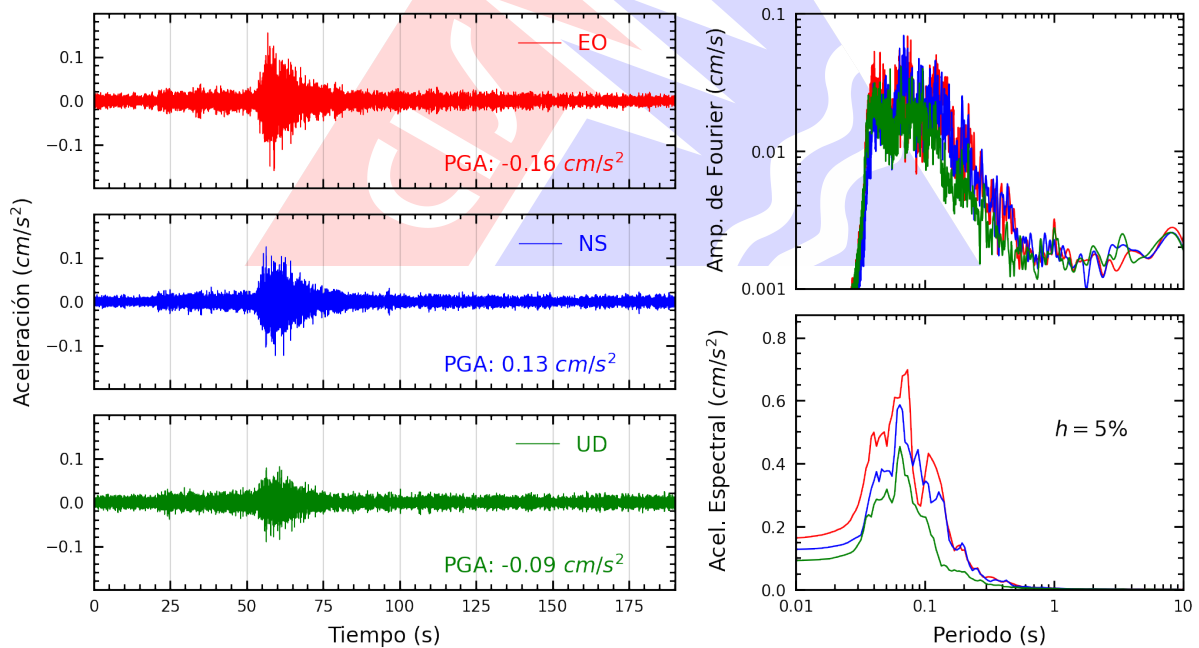 Aceleración (cm/s²)
0.1
0.0
−0.1
EO
PGA: -0.16 cm/s²
0.1
0.0
−0.1
NS
PGA: 0.13 cm/s²
0.1
0.0
−0.1
UD
PGA: -0.09 cm/s²
0 25 50 75 100 125 150 175
Tiempo (s)
Amp. de Fourier (cm/s)
0.1
0.01
0.001
Acel. Espectral (cm/s²)
0.8
0.6
0.4
0.2
0.0
h = 5%
0.01 0.1 1 10
Periodo (s)